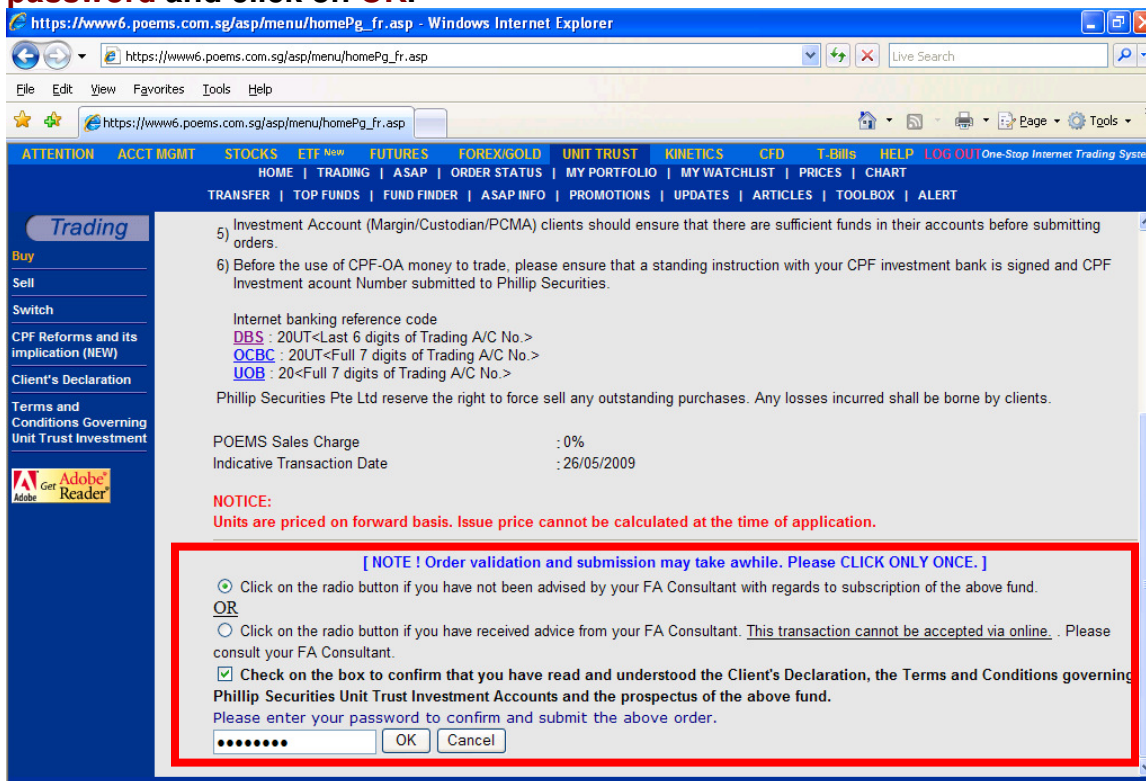 password and click on OK.
https://www6.poems.com.sg/asp/menu/homePg_fr.asp - Windows Internet Explorer
https://www6.poems.com.sg/asp/menu/homePg_fr.asp
Live Search
File Edit View Favorites Tools Help
https://www6.poems.com.sg/asp/menu/homePg_fr.asp
Page Tools
ATTENTION ACCT MGMT STOCKS ETF New FUTURES FOREX/GOLD UNIT TRUST KINETICS CFD T-Bills HELP LOG OUT One-Stop Internet Trading Syste
HOME | TRADING | ASAP | ORDER STATUS | MY PORTFOLIO | MY WATCHLIST | PRICES | CHART
TRANSFER | TOP FUNDS | FUND FINDER | ASAP INFO | PROMOTIONS | UPDATES | ARTICLES | TOOLBOX | ALERT
Trading
Buy
Sell
Switch
CPF Reforms and its
implication (NEW)
Client's Declaration
Terms and
Conditions Governing
Unit Trust Investment
Adobe Get Adobe
Reader
5) Investment Account (Margin/Custodian/PCMA) clients should ensure that there are sufficient funds in their accounts before submitting
orders.
6) Before the use of CPF-OA money to trade, please ensure that a standing instruction with your CPF investment bank is signed and CPF
Investment acount Number submitted to Phillip Securities.
Internet banking reference code
DBS : 20UT<Last 6 digits of Trading A/C No.>
OCBC : 20UT<Full 7 digits of Trading A/C No.>
UOB : 20<Full 7 digits of Trading A/C No.>
Phillip Securities Pte Ltd reserve the right to force sell any outstanding purchases. Any losses incurred shall be borne by clients.
POEMS Sales Charge : 0%
Indicative Transaction Date : 26/05/2009
NOTICE:
Units are priced on forward basis. Issue price cannot be calculated at the time of application.
[ NOTE ! Order validation and submission may take awhile. Please CLICK ONLY ONCE. ]
Click on the radio button if you have not been advised by your FA Consultant with regards to subscription of the above fund.
OR
Click on the radio button if you have received advice from your FA Consultant. This transaction cannot be accepted via online. . Please
consult your FA Consultant.
Check on the box to confirm that you have read and understood the Client's Declaration, the Terms and Conditions governing
Phillip Securities Unit Trust Investment Accounts and the prospectus of the above fund.
Please enter your password to confirm and submit the above order.
•••••••• OK Cancel